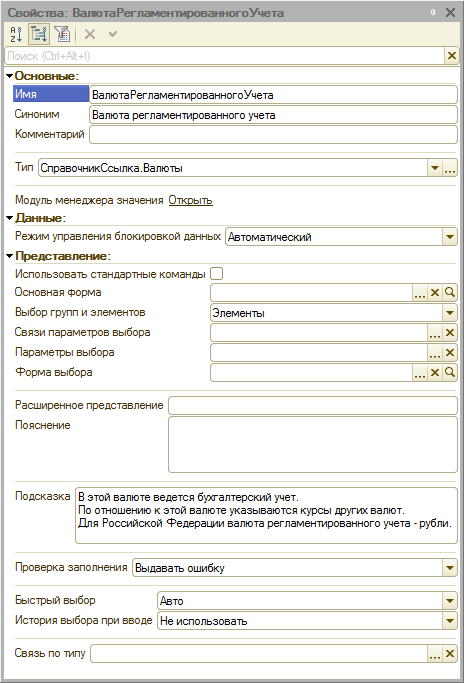 Свойства: ВалютаРегламентированногоУчета
Поиск (Ctrl+Alt+I)
Основные:
Имя ВалютаРегламентированногоУчета
Синоним Валюта регламентированного учета
Комментарий
Тип СправочникСсылка.Валюты
Модуль менеджера значения Открыть
Данные:
Режим управления блокировкой данных Автоматический
Представление:
Использовать стандартные команды
Основная форма
Выбор групп и элементов Элементы
Связи параметров выбора
Параметры выбора
Форма выбора
Расширенное представление
Пояснение
Подсказка В этой валюте ведется бухгалтерский учет.
По отношению к этой валюте указываются курсы других валют.
Для Российской Федерации валюта регламентированного учета - рубли.
Проверка заполнения Выдавать ошибку
Быстрый выбор Авто
История выбора при вводе Не использовать
Связь по типу